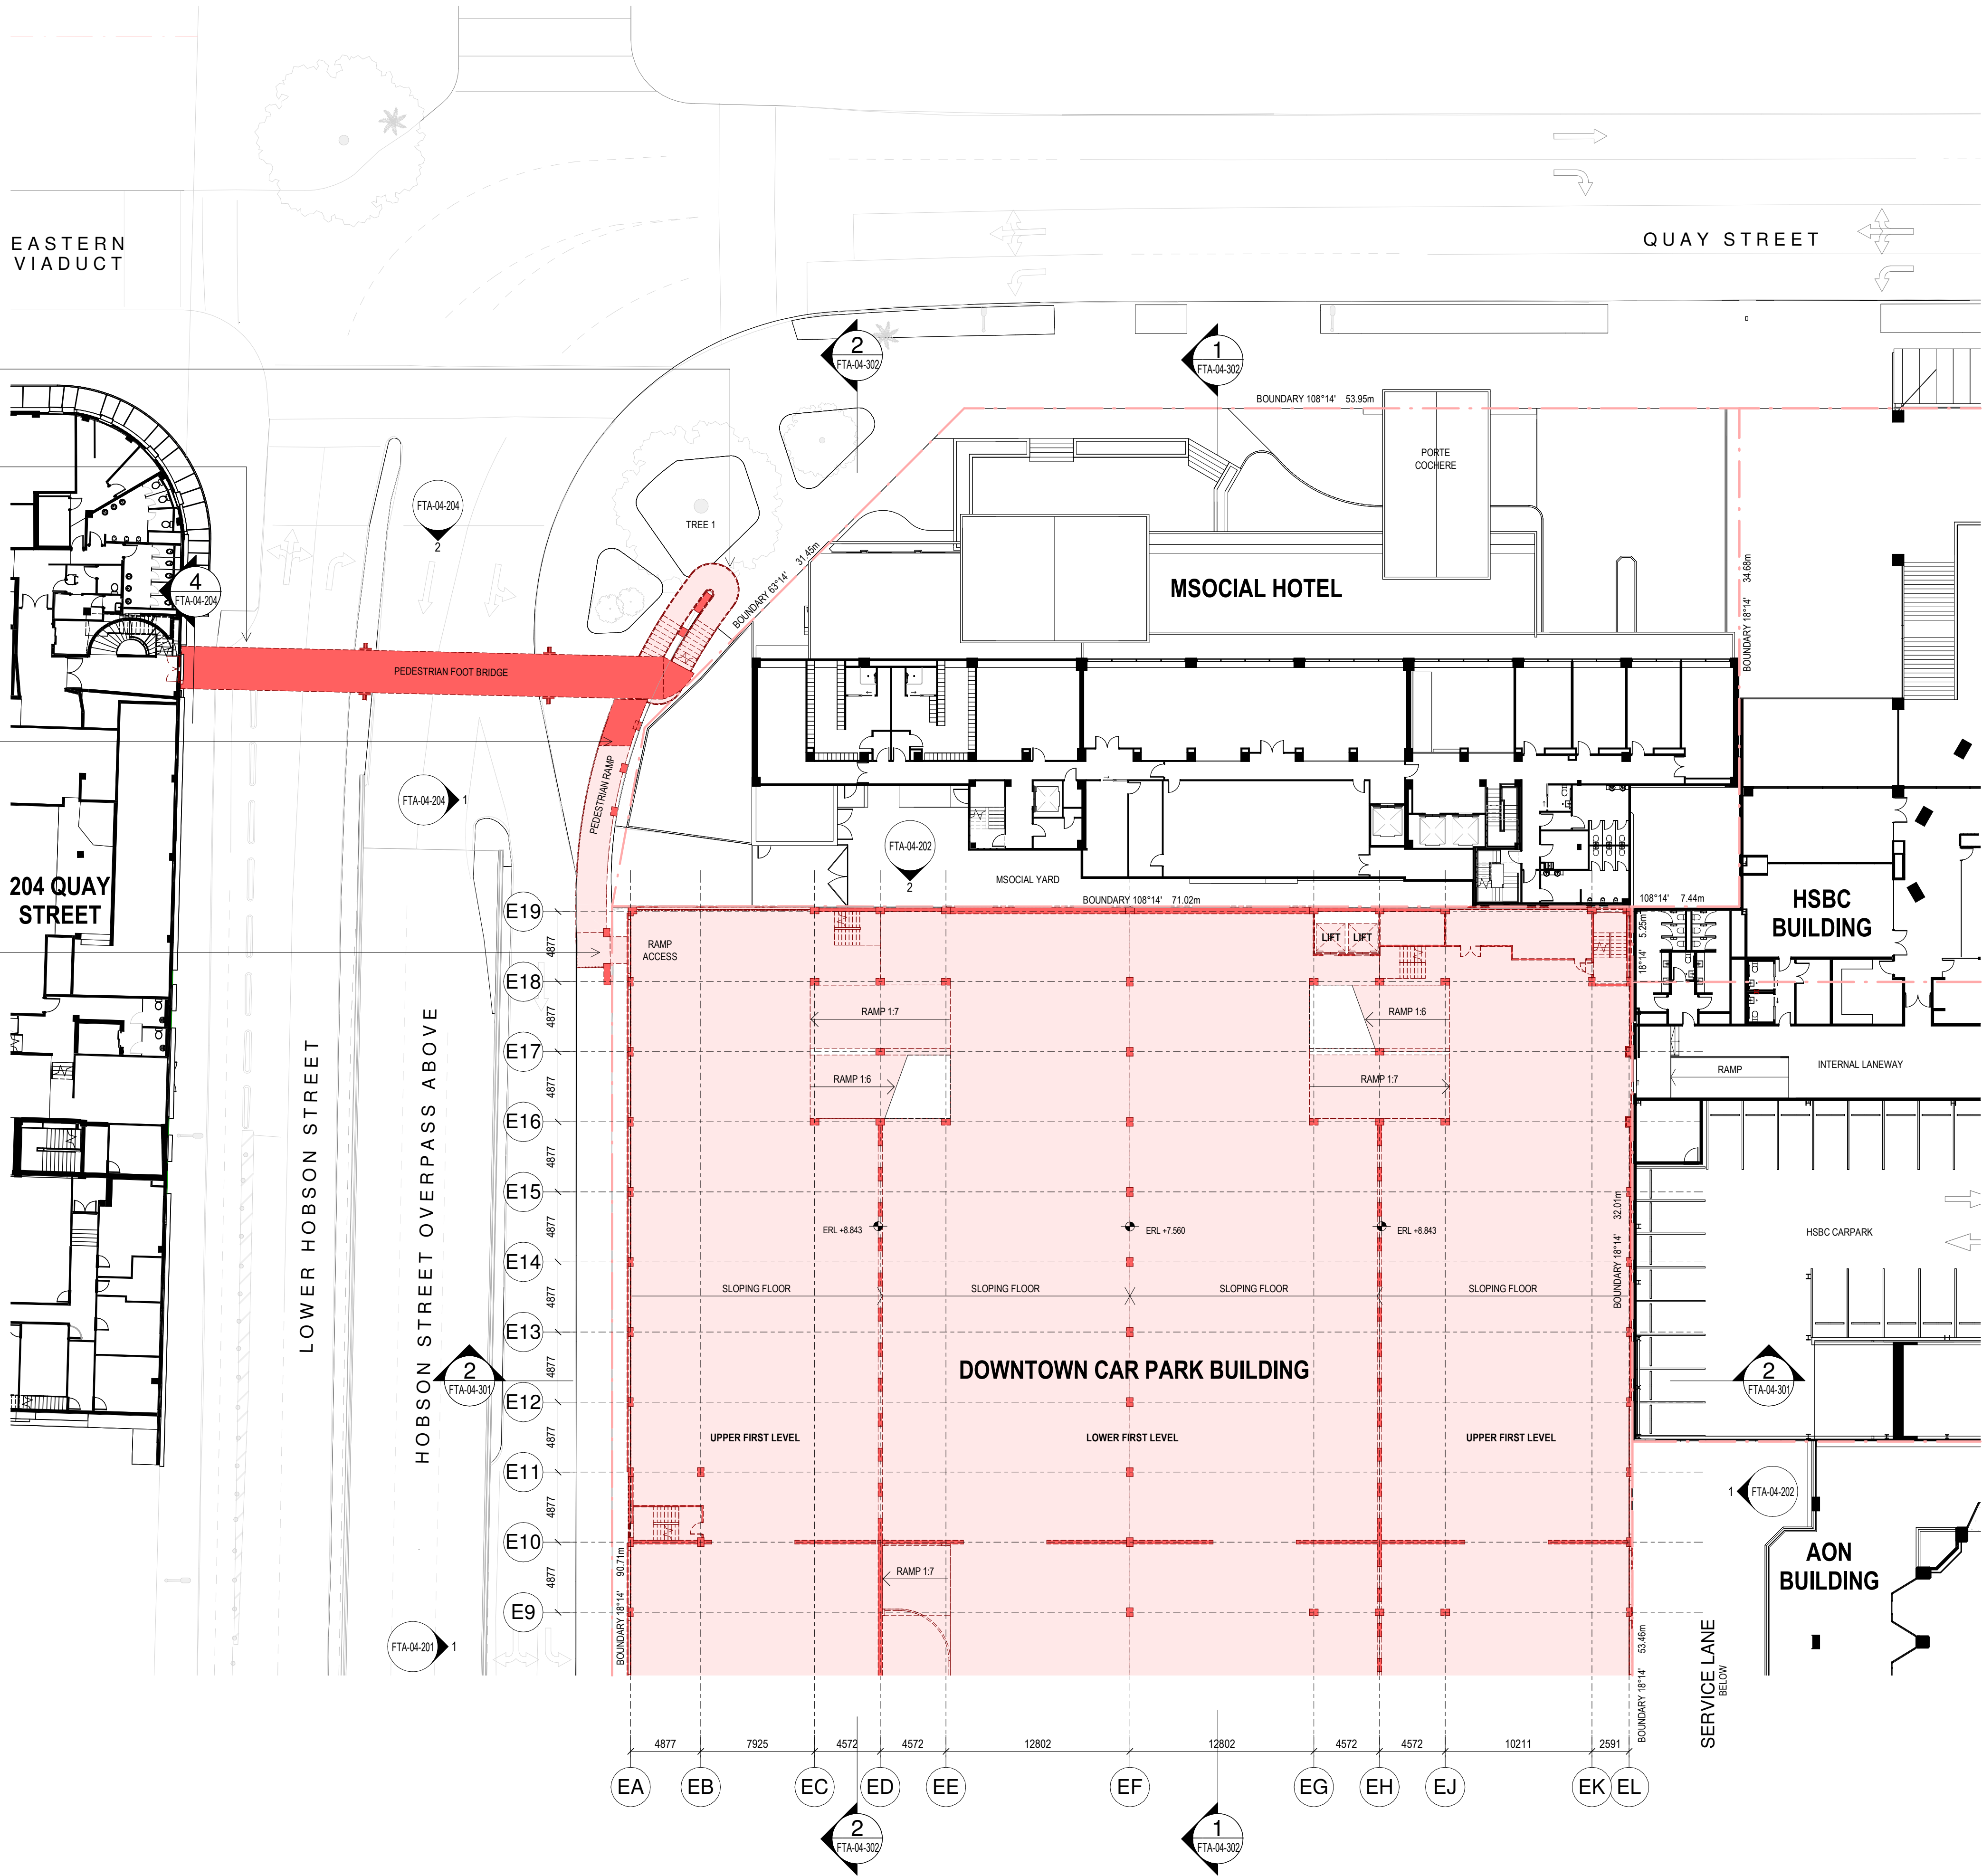 EASTERN
VIADUCT
QUAY STREET
2
FTA-04-302
1
FTA-04-302
BOUNDARY 108°14' 53.95m
PORTE
COCHERE
FTA-04-204
2
TREE 1
BOUNDARY 63°14' 31.45m
MSOCIAL HOTEL
BOUNDARY 18°14' 34.68m
4
FTA-04-204
PEDESTRIAN FOOT BRIDGE
PEDESTRIAN RAMP
FTA-04-204
1
FTA-04-202
2
MSOCIAL YARD
204 QUAY
STREET
HSBC
BUILDING
BOUNDARY 108°14' 71.02m
108°14' 7.44m
18°14' 5.25m
E19
4877
E18
4877
E17
4877
E16
4877
E15
4877
E14
4877
E13
4877
E12
4877
E11
4877
E10
4877
E9
RAMP
ACCESS
LIFT
LIFT
RAMP 1:7
RAMP 1:6
RAMP 1:6
RAMP 1:7
RAMP
INTERNAL LANEWAY
LOWER HOBSON STREET
HOBSON STREET OVERPASS ABOVE
ERL +8.843
ERL +7.560
ERL +8.843
BOUNDARY 18°14' 32.01m
HSBC CARPARK
SLOPING FLOOR
SLOPING FLOOR
SLOPING FLOOR
SLOPING FLOOR
DOWNTOWN CAR PARK BUILDING
2
FTA-04-301
2
FTA-04-301
UPPER FIRST LEVEL
LOWER FIRST LEVEL
UPPER FIRST LEVEL
1
FTA-04-202
AON
BUILDING
RAMP 1:7
BOUNDARY 18°14' 90.71m
FTA-04-201
1
BOUNDARY 18°14' 53.46m
SERVICE LANE
BELOW
4877
7925
4572
4572
12802
12802
4572
4572
10211
2591
EA
EB
EC
ED
EE
EF
EG
EH
EJ
EK
EL
2
FTA-04-302
1
FTA-04-302